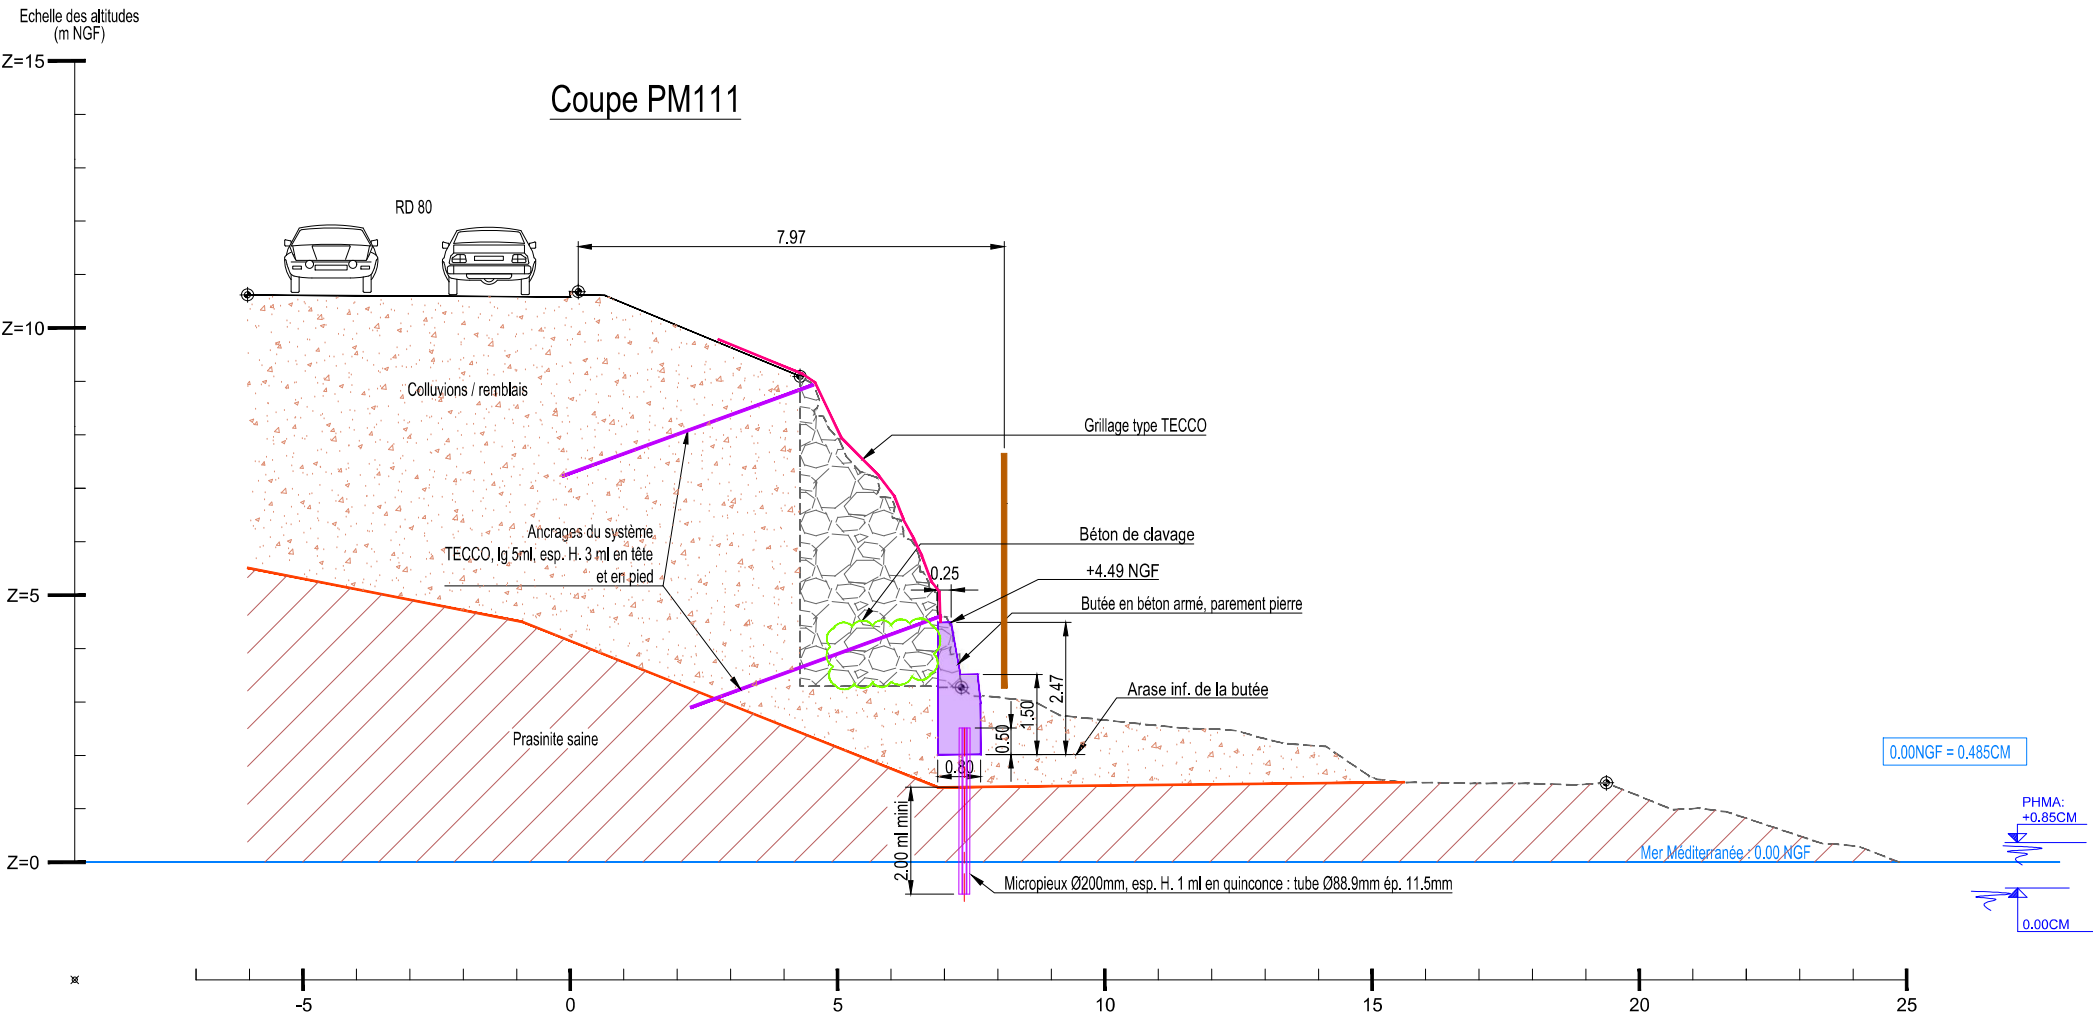 Echelle des altitudes
(m NGF)
Z=15
Coupe PM111
RD 80
7.97
Z=10
Colluvions / remblais
Grillage type TECCO
Ancrages du système
TECCO, lg 5ml, esp. H. 3 ml en tête
et en pied
Béton de clavage
0.25
+4.49 NGF
Z=5
Butée en béton armé, parement pierre
2.47
1.50
0.50
Arase inf. de la butée
Prasinite saine
0.80
0.00NGF = 0.485CM
2.00 ml mini
PHMA:
+0.85CM
Mer Méditerranée : 0.00 NGF
Z=0
Micropieux Ø200mm, esp. H. 1 ml en quinconce : tube Ø88.9mm ép. 11.5mm
0.00CM
-5
0
5
10
15
20
25